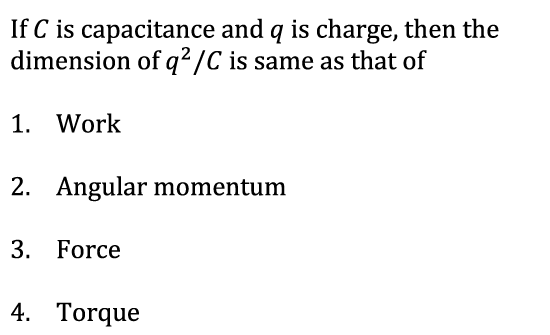 If C is capacitance and q is charge, then the
dimension of q²/C is same as that of
1. Work
2. Angular momentum
3. Force
4. Torque